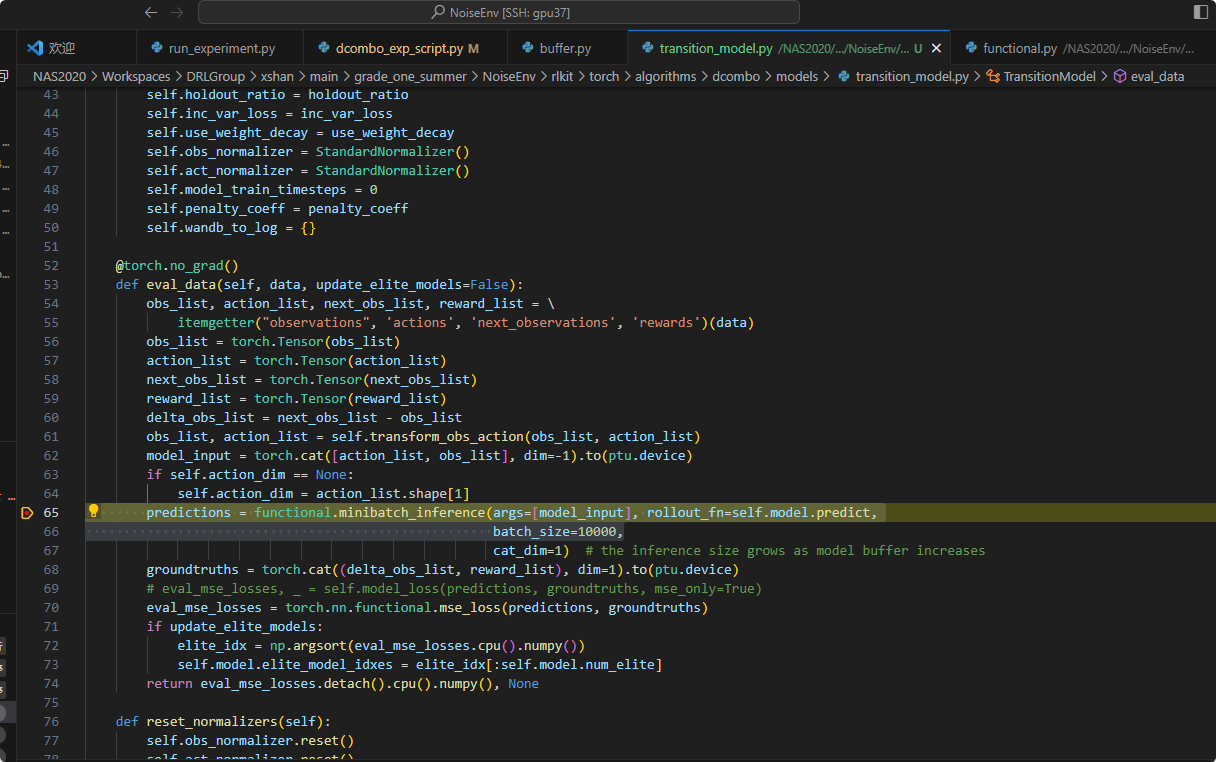 NoiseEnv [SSH: gpu37]
欢迎 run_experiment.py dcombo_exp_script.py M buffer.py transition_model.py /NAS2020/.../NoiseEnv/... U functional.py /NAS2020/.../NoiseEnv/...
NAS2020 > Workspaces > DRLGroup > xshan > main > grade_one_summer > NoiseEnv > rlkit > torch > algorithms > dcombo > models > transition_model.py > TransitionModel > eval_data
43 self.holdout_ratio = holdout_ratio
44 self.inc_var_loss = inc_var_loss
45 self.use_weight_decay = use_weight_decay
46 self.obs_normalizer = StandardNormalizer()
47 self.act_normalizer = StandardNormalizer()
48 self.model_train_timesteps = 0
49 self.penalty_coeff = penalty_coeff
50 self.wandb_to_log = {}
51
52 @torch.no_grad()
53 def eval_data(self, data, update_elite_models=False):
54 obs_list, action_list, next_obs_list, reward_list = \
55 itemgetter("observations", 'actions', 'next_observations', 'rewards')(data)
56 obs_list = torch.Tensor(obs_list)
57 action_list = torch.Tensor(action_list)
58 next_obs_list = torch.Tensor(next_obs_list)
59 reward_list = torch.Tensor(reward_list)
60 delta_obs_list = next_obs_list - obs_list
61 obs_list, action_list = self.transform_obs_action(obs_list, action_list)
62 model_input = torch.cat([action_list, obs_list], dim=-1).to(ptu.device)
63 if self.action_dim == None:
64 self.action_dim = action_list.shape[1]
65 predictions = functional.minibatch_inference(args=[model_input], rollout_fn=self.model.predict,
66 batch_size=10000,
67 cat_dim=1) # the inference size grows as model buffer increases
68 groundtruths = torch.cat((delta_obs_list, reward_list), dim=1).to(ptu.device)
69 # eval_mse_losses, _ = self.model_loss(predictions, groundtruths, mse_only=True)
70 eval_mse_losses = torch.nn.functional.mse_loss(predictions, groundtruths)
71 if update_elite_models:
72 elite_idx = np.argsort(eval_mse_losses.cpu().numpy())
73 self.model.elite_model_idxes = elite_idx[:self.model.num_elite]
74 return eval_mse_losses.detach().cpu().numpy(), None
75
76 def reset_normalizers(self):
77 self.obs_normalizer.reset()
78 self.act_normalizer.reset()